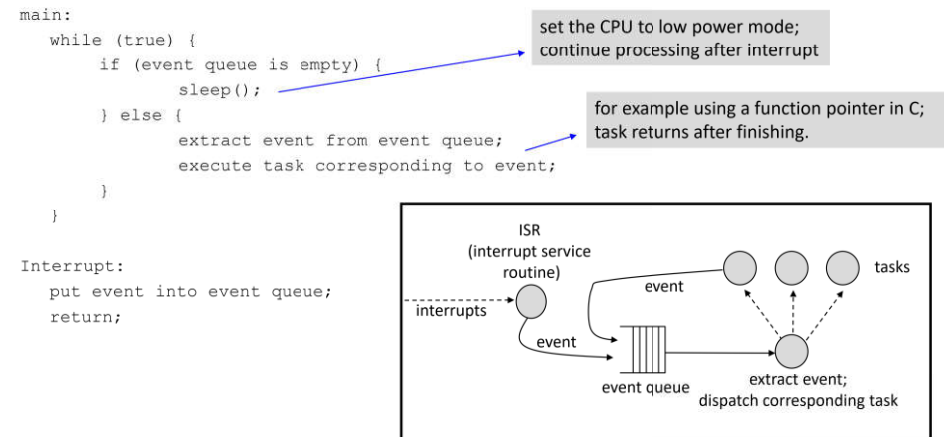 main:
while (true) {
if (event queue is empty) {
sleep();
} else {
extract event from event queue;
execute task corresponding to event;
}
}
Interrupt:
put event into event queue;
return;
set the CPU to low power mode;
continue processing after interrupt
for example using a function pointer in C;
task returns after finishing.
ISR
(interrupt service
routine)
interrupts
event
event
tasks
event queue
extract event;
dispatch corresponding task